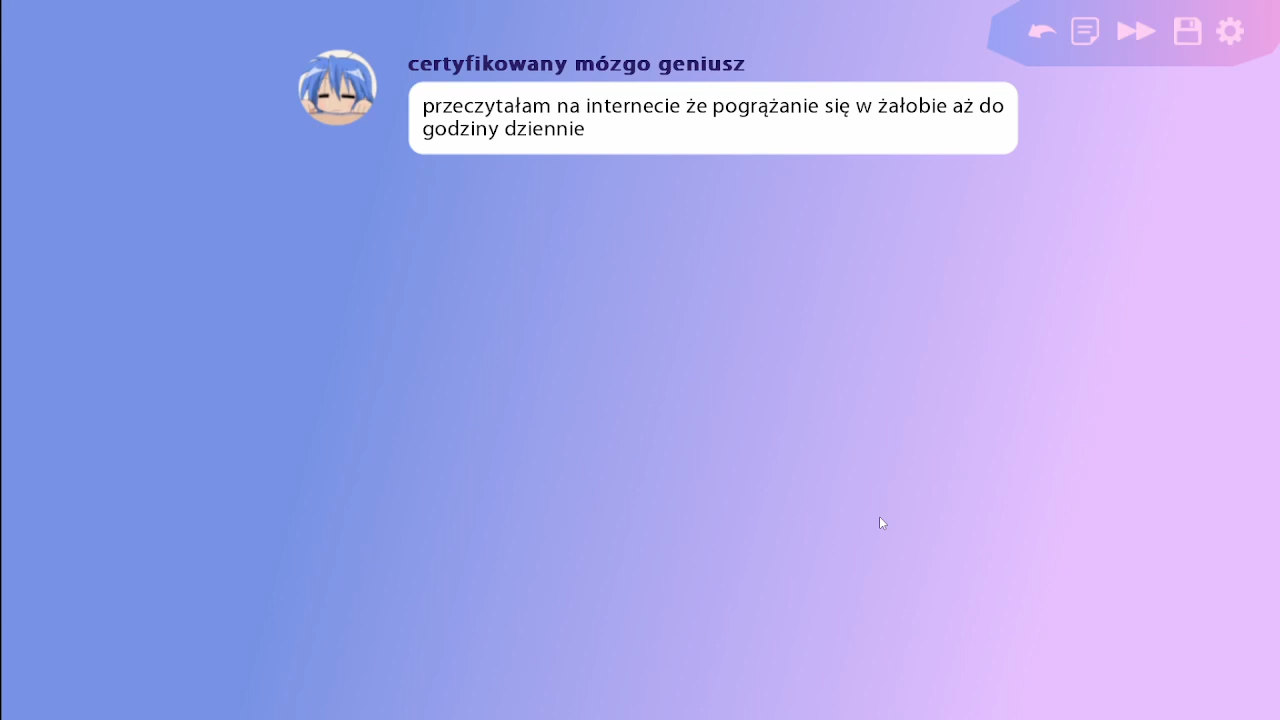 certyfikowany mózgo geniusz
przeczytałam na internecie że pogrążanie się w żałobie aż do
godziny dziennie